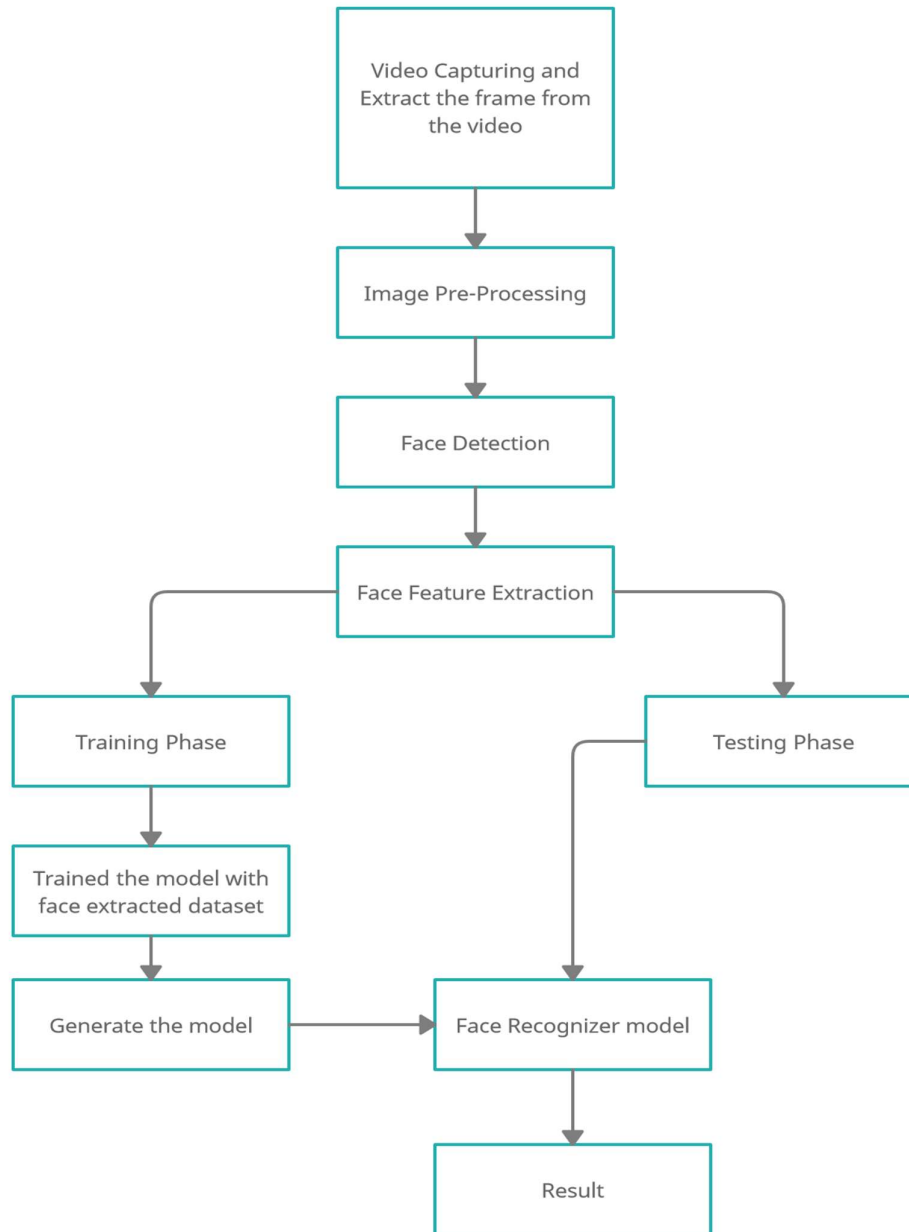 Video Capturing and
Extract the frame from
the video
Image Pre-Processing
Face Detection
Face Feature Extraction
Training Phase
Testing Phase
Trained the model with
face extracted dataset
Generate the model
Face Recognizer model
Result